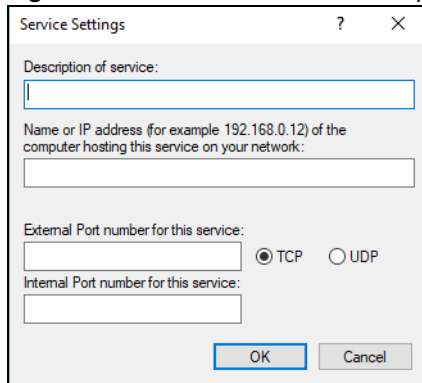 Service Settings ? ×
Description of service:
Name or IP address (for example 192.168.0.12) of the
computer hosting this service on your network:
External Port number for this service:
TCP UDP
Internal Port number for this service:
OK Cancel